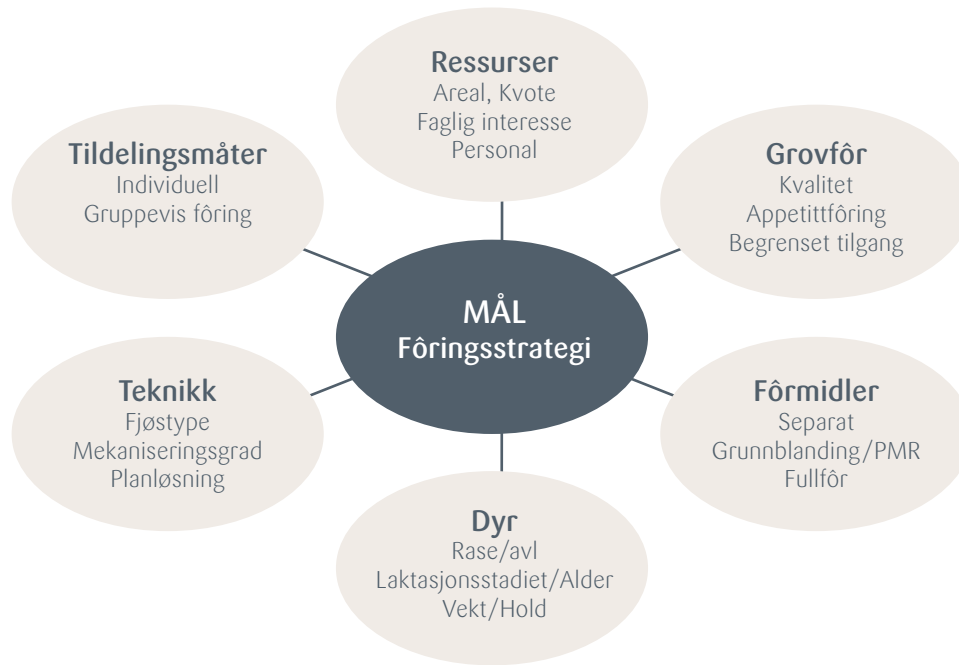 Ressurser
Areal, Kvote
Faglig interesse
Personal
Tildelingsmåter
Individuell
Gruppevis fôring
Grovfôr
Kvalitet
Appetittfôring
Begrenset tilgang
MÅL
Fôringsstrategi
Teknikk
Fjøstype
Mekaniseringsgrad
Planløsning
Fôrmidler
Separat
Grunnblanding/PMR
Fullfôr
Dyr
Rase/avl
Laktasjonsstadiet/Alder
Vekt/Hold